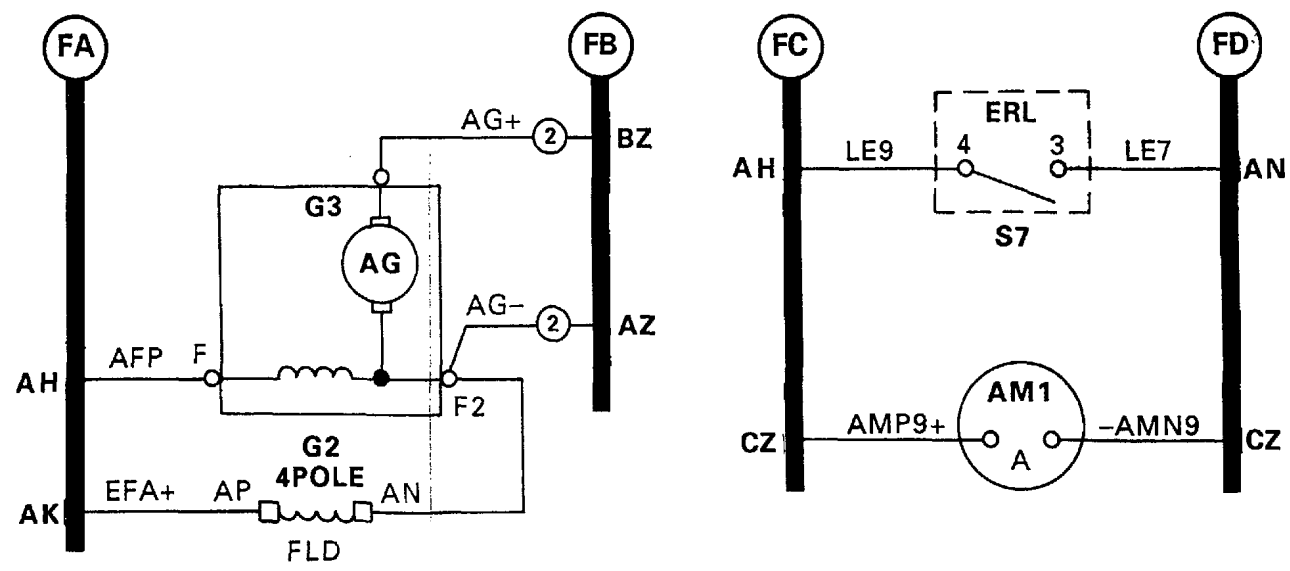 FA
FB
FC
FD
AG+
2
BZ
ERL
4
3
AH
LE9
LE7
AN
G3
S7
AG
AG-
2
AZ
AFP
F
AH
F2
AM1
AMP9+
-AMN9
CZ
A
CZ
G2
4POLE
EFA+
AP
AN
AK
FLD